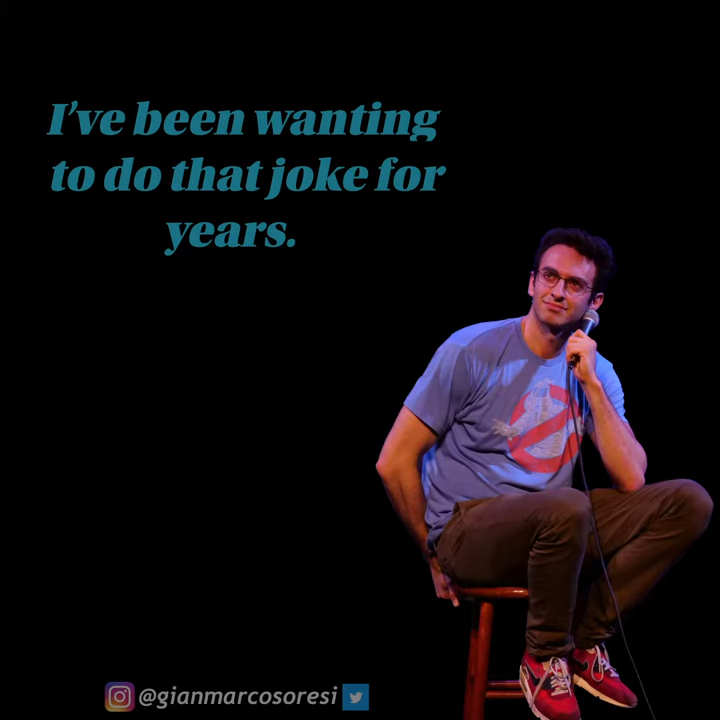 I’ve been wanting
to do that joke for
years.
@gianmarcosoresi